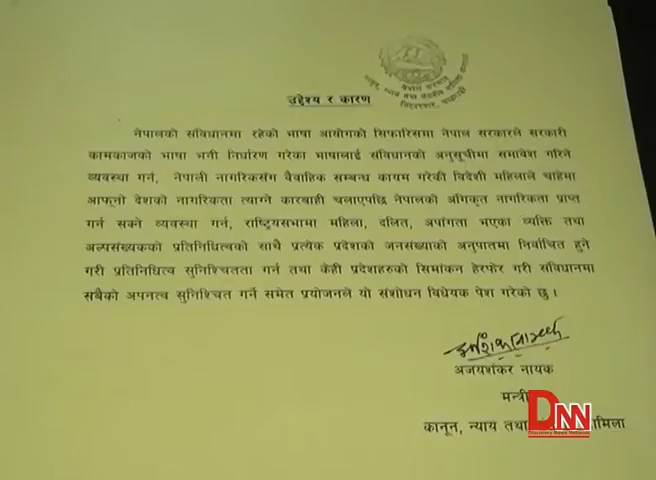 नेपाल सरकार
उद्देश्य र कारण
नेपालको संविधानमा रहेको भाषा आयोगको सिफारिसमा नेपाल सरकारले सरकारी
कामकाजको भाषा भनी निर्धारण गरेका भाषालाई संविधानको अनुसूचीमा समावेश गरिने
व्यवस्था गर्न, नेपाली नागरिकसंग वैवाहिक सम्बन्ध कायम गरेकी विदेशी महिलाले चाहेमा
आफूनो देशको नागरिकता त्याग्ने कारबाही चलाएपछि नेपालको अंगिकृत नागरिकता प्राप्त
गर्न सक्ने व्यवस्था गर्न, राष्ट्रियसभामा महिला, दलित, अपांगता भएका व्यक्ति तथा
अल्पसंख्यकको प्रतिनिधित्वको साथै प्रत्येक प्रदेशको जनसंख्याको अनुपातमा निर्वाचित हुने
गरी प्रतिनिधित्व सुनिश्चितता गर्न तथा केही प्रदेशहरुको सिमांकन हेरफेर गरी संविधानमा
सबैको अपनत्व सुनिश्चित गर्ने समेत प्रयोजनले यो संशोधन विधेयक पेश गरेको छु ।
अजयशंकर नायक
मन्त्री
कानून, न्याय तथा मामिला
DNN